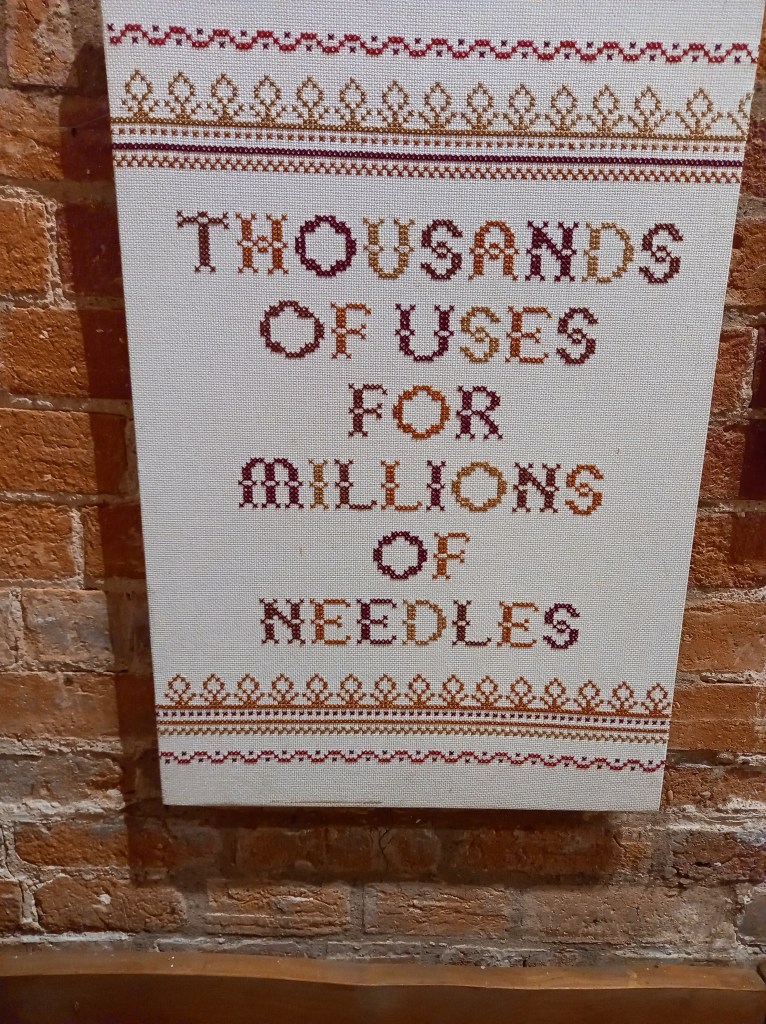 THOUSANDS
OF USES
FOR
MILLIONS
OF
NEEDLES